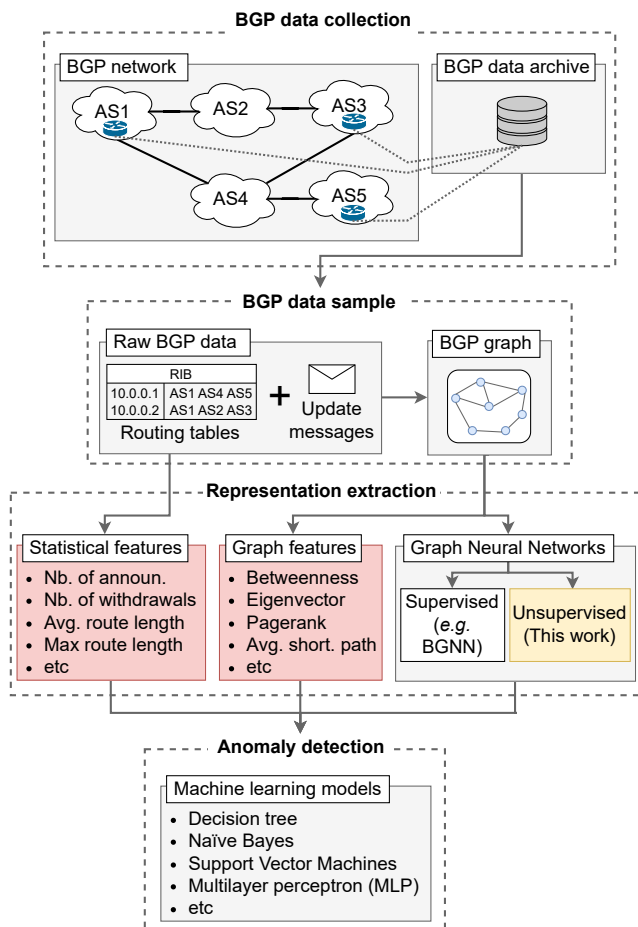 BGP data collection
BGP network
BGP data archive
AS1
AS2
AS3
AS4
AS5
BGP data sample
Raw BGP data
BGP graph
RIB
10.0.0.1 AS1 AS4 AS5
10.0.0.2 AS1 AS2 AS3
Routing tables
+
Update
messages
Representation extraction
Statistical features
• Nb. of announ.
• Nb. of withdrawals
• Avg. route length
• Max route length
• etc
Graph features
• Betweenness
• Eigenvector
• Pagerank
• Avg. short. path
• etc
Graph Neural Networks
Supervised
(e.g.
BGNN)
Unsupervised
(This work)
Anomaly detection
Machine learning models
• Decision tree
• Naïve Bayes
• Support Vector Machines
• Multilayer perceptron (MLP)
• etc